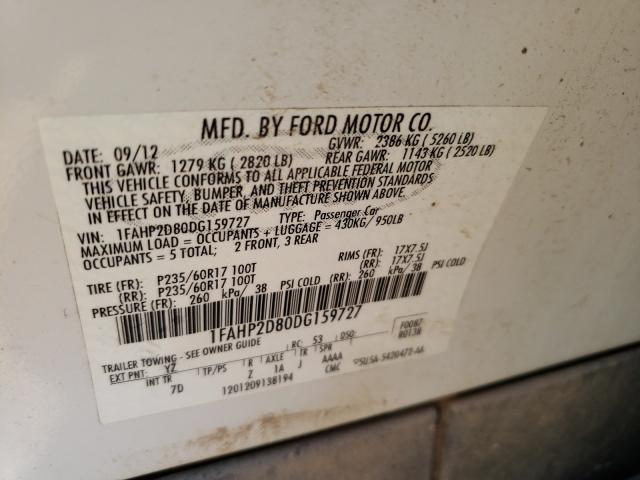 MFD. BY FORD MOTOR CO.
DATE: 09/12 GVWR: 2386 KG ( 5260 LB)
FRONT GAWR: 1279 KG ( 2820 LB) REAR GAWR: 1143 KG ( 2520 LB)
THIS VEHICLE CONFORMS TO ALL APPLICABLE FEDERAL MOTOR
VEHICLE SAFETY, BUMPER, AND THEFT PREVENTION STANDARDS
IN EFFECT ON THE DATE OF MANUFACTURE SHOWN ABOVE.
VIN: 1FAHP2D80DG159727 TYPE: Passenger Car
MAXIMUM LOAD = OCCUPANTS + LUGGAGE = 430KG/950LB
OCCUPANTS = 5 TOTAL; 2 FRONT, 3 REAR
TIRE (FR): P235/60R17 100T RIMS (FR): 17X7.5J
(RR): P235/60R17 100T (RR): 17X7.5J
PRESSURE (FR): 260 kPa/ 38 PSI COLD (RR): 260 kPa/ 38 PSI COLD
1FAHP2D80DG159727
F0087
R0138
TRAILER TOWING - SEE OWNER GUIDE RC: 53 DSO:
EXT PNT: YZ R AXLE TR SPR
INT TR TP/PS Z 1A J AAAA
7D 1201209138194 CMC